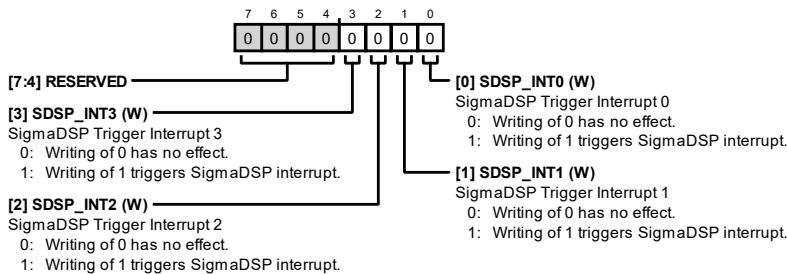 7 6 5 4 3 2 1 0
0 0 0 0 0 0 0 0
[7:4] RESERVED
[3] SDSP_INT3 (W)
SigmaDSP Trigger Interrupt 3
0: Writing of 0 has no effect.
1: Writing of 1 triggers SigmaDSP interrupt.
[2] SDSP_INT2 (W)
SigmaDSP Trigger Interrupt 2
0: Writing of 0 has no effect.
1: Writing of 1 triggers SigmaDSP interrupt.
[0] SDSP_INT0 (W)
SigmaDSP Trigger Interrupt 0
0: Writing of 0 has no effect.
1: Writing of 1 triggers SigmaDSP interrupt.
[1] SDSP_INT1 (W)
SigmaDSP Trigger Interrupt 1
0: Writing of 0 has no effect.
1: Writing of 1 triggers SigmaDSP interrupt.